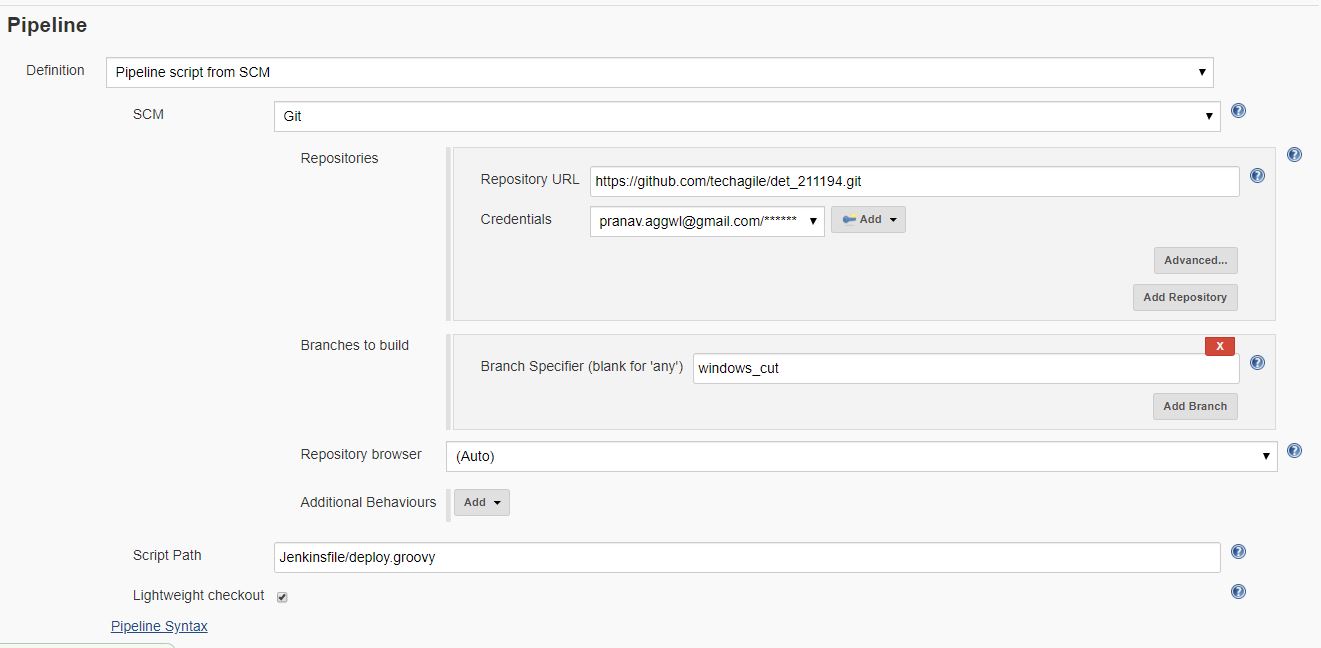 Pipeline
Definition Pipeline script from SCM
SCM Git
Repositories
Repository URL https://github.com/techagile/det_211194.git
Credentials pranav.aggwl@gmail.com/****** Add
Advanced...
Add Repository
Branches to build
X
Branch Specifier (blank for 'any') windows_cut
Add Branch
Repository browser (Auto)
Additional Behaviours Add
Script Path Jenkinsfile/deploy.groovy
Lightweight checkout
Pipeline Syntax